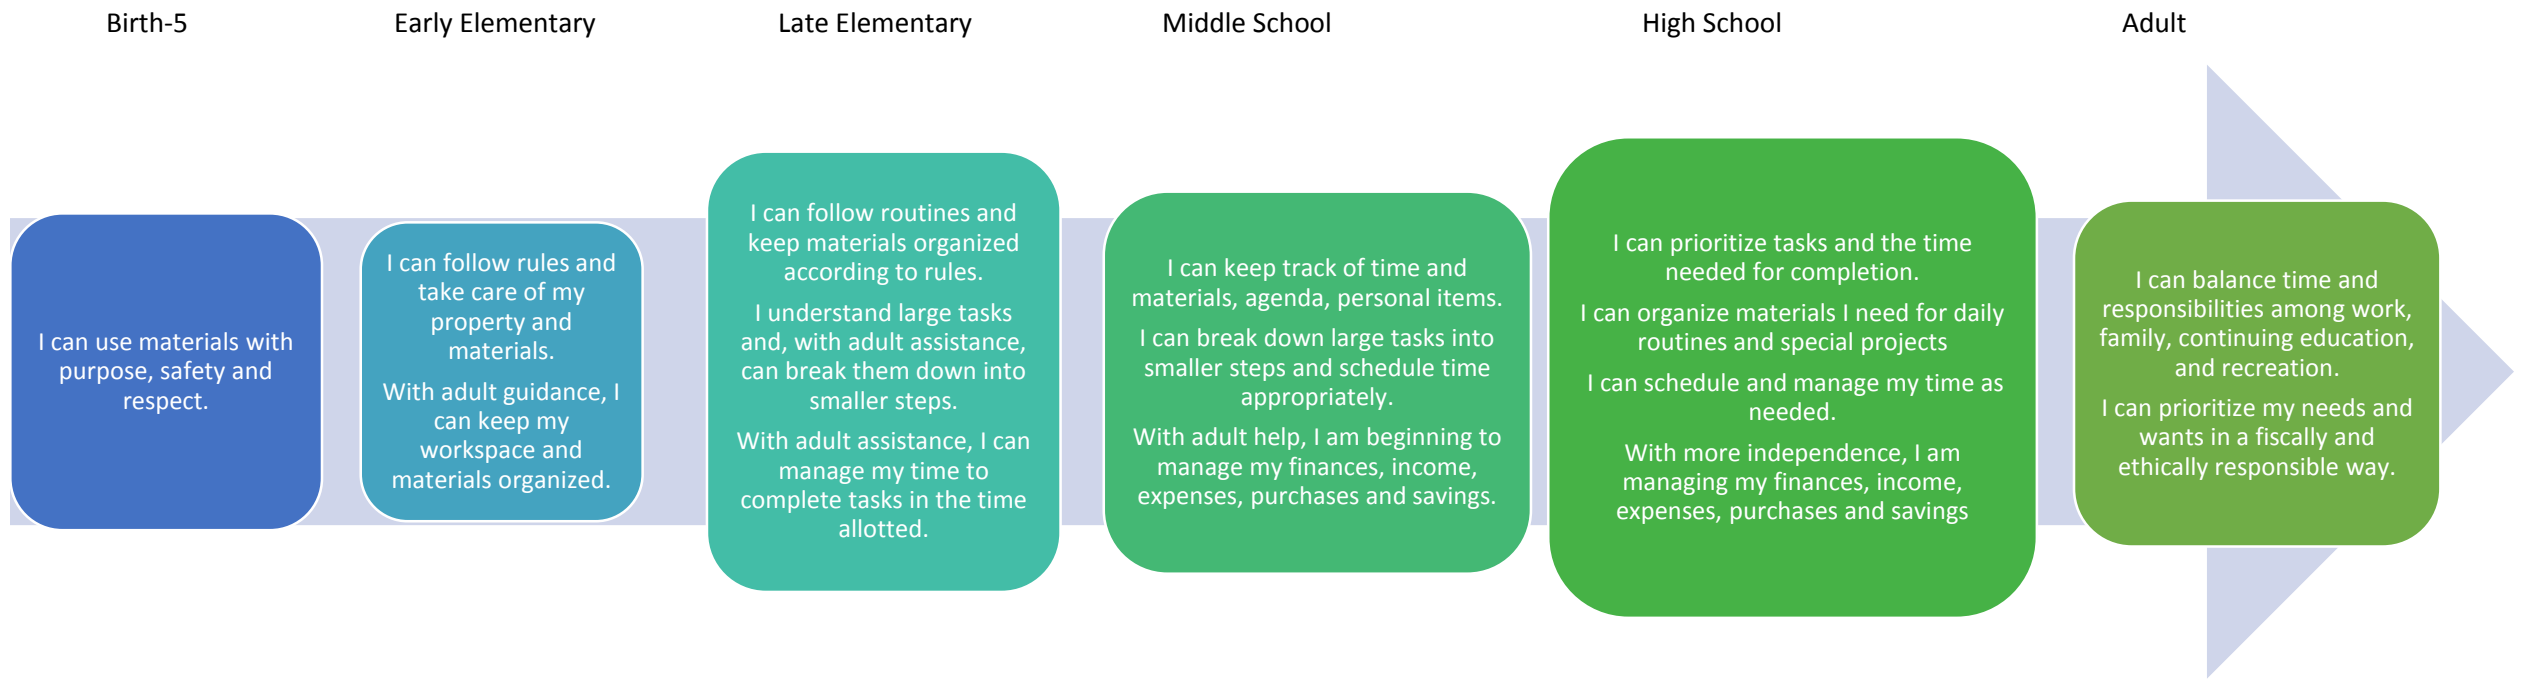 Birth-5
Early Elementary
Late Elementary
Middle School
High School
Adult
I can use materials with
purpose, safety and
respect.
I can follow rules and
take care of my
property and
materials.
With adult guidance, I
can keep my
workspace and
materials organized.
I can follow routines and
keep materials organized
according to rules.
I understand large tasks
and, with adult assistance,
can break them down into
smaller steps.
With adult assistance, I can
manage my time to
complete tasks in the time
allotted.
I can keep track of time and
materials, agenda, personal items.
I can break down large tasks into
smaller steps and schedule time
appropriately.
With adult help, I am beginning to
manage my finances, income,
expenses, purchases and savings.
I can prioritize tasks and the time
needed for completion.
I can organize materials I need for daily
routines and special projects
I can schedule and manage my time as
needed.
With more independence, I am
managing my finances, income,
expenses, purchases and savings
I can balance time and
responsibilities among work,
family, continuing education,
and recreation.
I can prioritize my needs and
wants in a fiscally and
ethically responsible way.